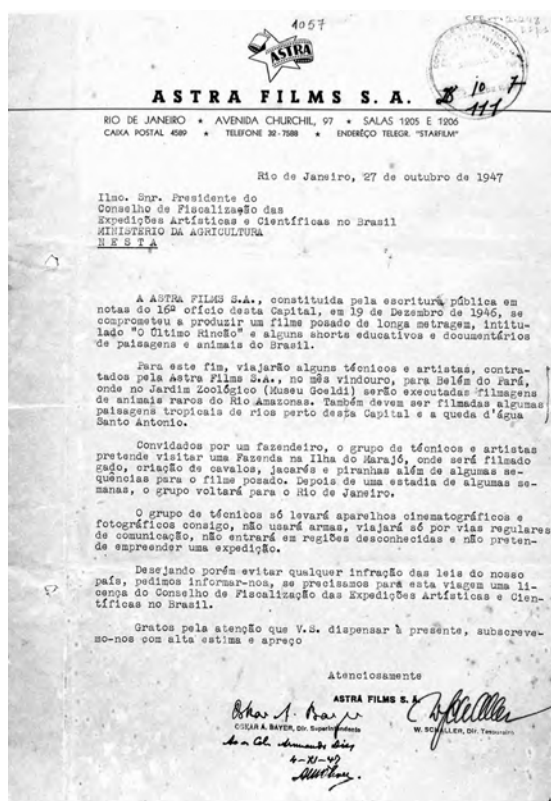 1057
ASTRA
ASTRA FILMS S. A.
28 10 7
111
RIO DE JANEIRO ★ AVENIDA CHURCHIL, 97 ★ SALAS 1205 E 1206
CAIXA POSTAL 4589 ★ TELEFONE 32-7588 ★ ENDERÊÇO TELEGR. "STARFILM"
Rio de Janeiro, 27 de outubro de 1947
Ilmo. Snr. Presidente do
Conselho de Fiscalização das
Expedições Artísticas e Científicas no Brasil
MINISTERIO DA AGRICULTURA
N E S T A
A ASTRA FILMS S.A., constituida pela escritura pública em
notas do 16º ofício desta Capital, em 19 de Dezembro de 1946, se
comprometeu a produzir um filme posado de longa metragem, intitu-
lado "O Último Rincão" e alguns shorts educativos e documentários
de paisagens e animais do Brasil.
Para este fim, viajarão alguns técnicos e artistas, contra-
tados pela Astra Films S.A., no mês vindouro, para Belém do Pará,
onde no Jardim Zoológico (Museu Goeldi) serão executadas filmagens
de animais raros do Rio Amazonas. Também devem ser filmadas algumas
paisagens tropicais de rios perto desta Capital e a queda d'água
Santo Antonio.
Convidados por um fazendeiro, o grupo de técnicos e artistas
pretende visitar uma Fazenda na Ilha do Marajó, onde será filmado
gado, criação de cavalos, jacarés e piranhas além de algumas se-
quencias para o filme posado. Depois de uma estadia de algumas se-
manas, o grupo voltará para o Rio de Janeiro.
O grupo de técnicos só levará aparelhos cinematográficos e
fotográficos consigo, não usará armas, viajará só por vias regulares
de comunicação, não entrará em regiões desconhecidas e não preten-
de empreender uma expedição.
Desejando porém evitar qualquer infração das leis do nosso
país, pedimos informar-nos, se precisamos para esta viagem uma li-
cença do Conselho de Fiscalização das Expedições Artísticas e Cien-
tíficas no Brasil.
Gratos pela atenção que V.S. dispensar à presente, subscreve-
mo-nos com alta estima e apreço
Atenciosamente
ASTRA FILMS S. A.
Oskar A. Bayer
OSKAR A. BAYER, Dir. Superintendente
W. SCHALLER, Dir. Tesoureiro
4-XI-47